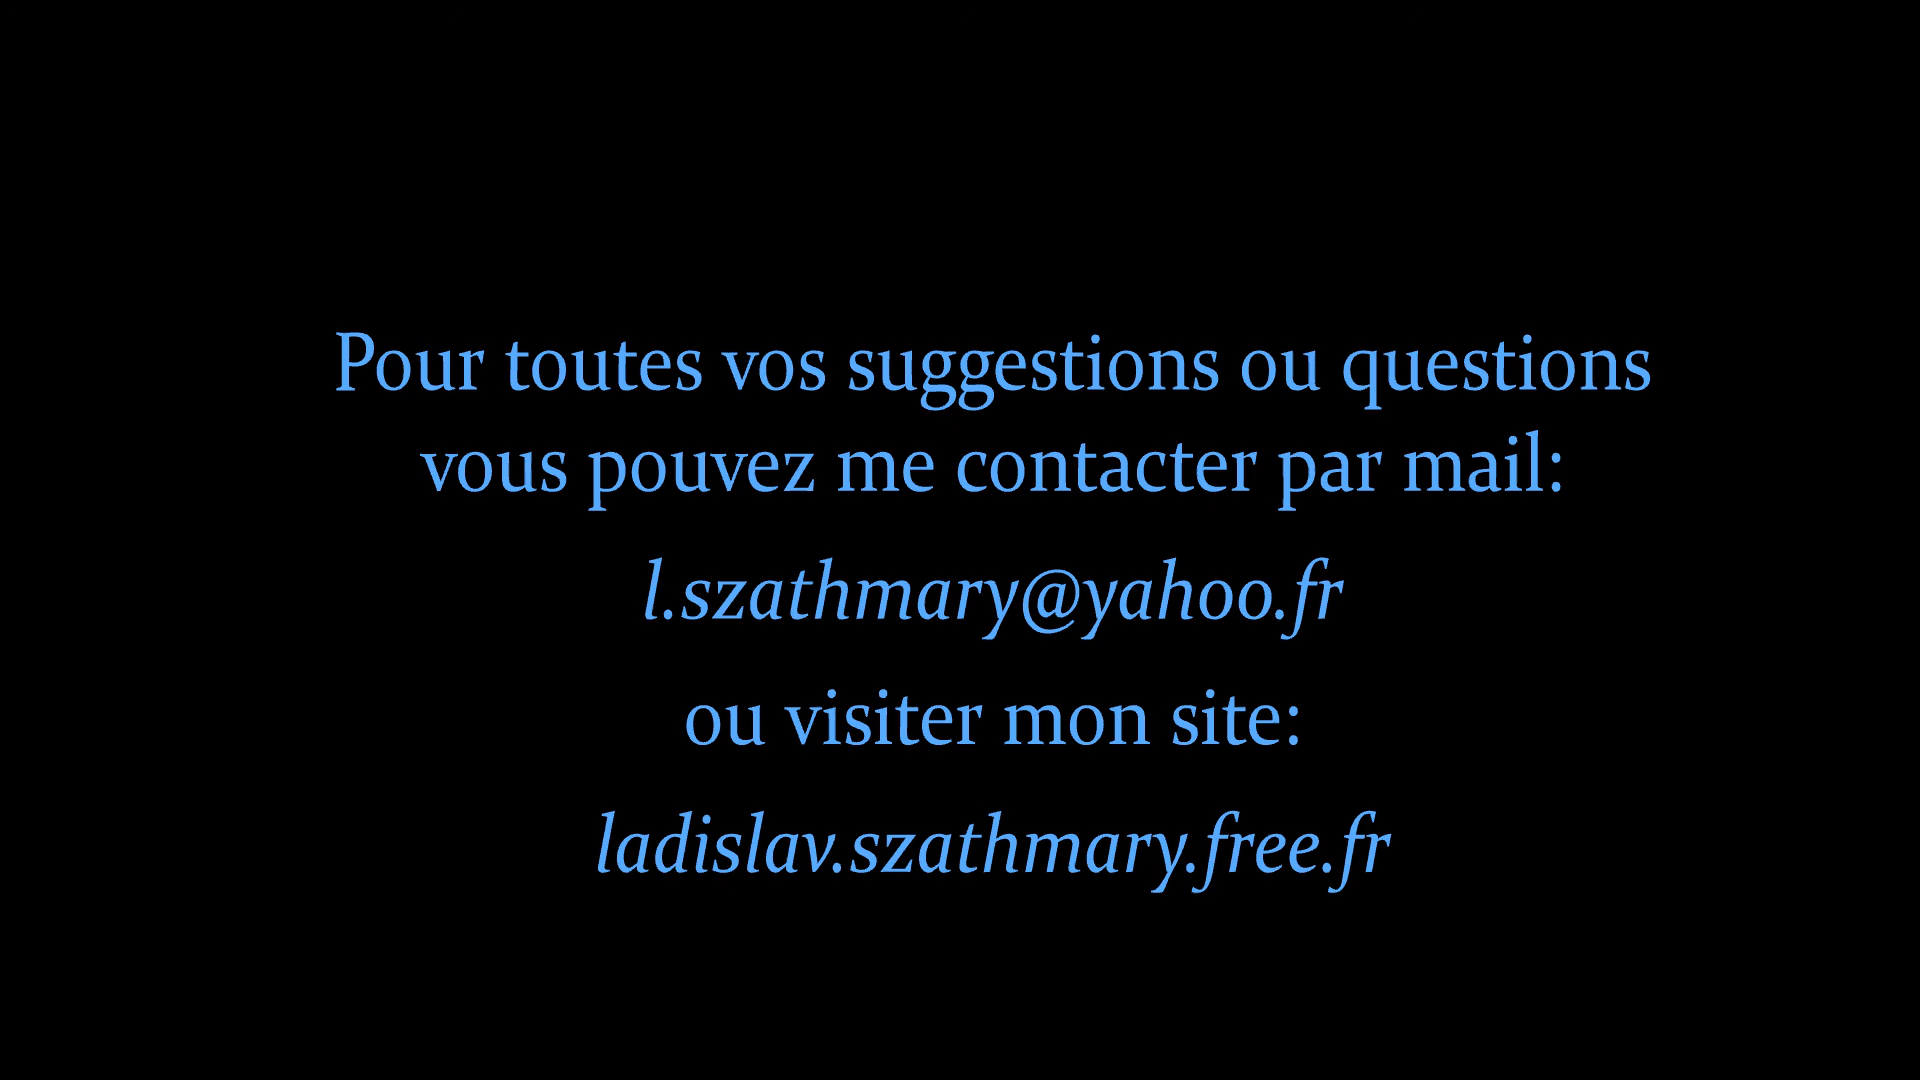 Pour toutes vos suggestions ou questions
vous pouvez me contacter par mail:
l.szathmary@yahoo.fr
ou visiter mon site:
ladislav.szathmary.free.fr